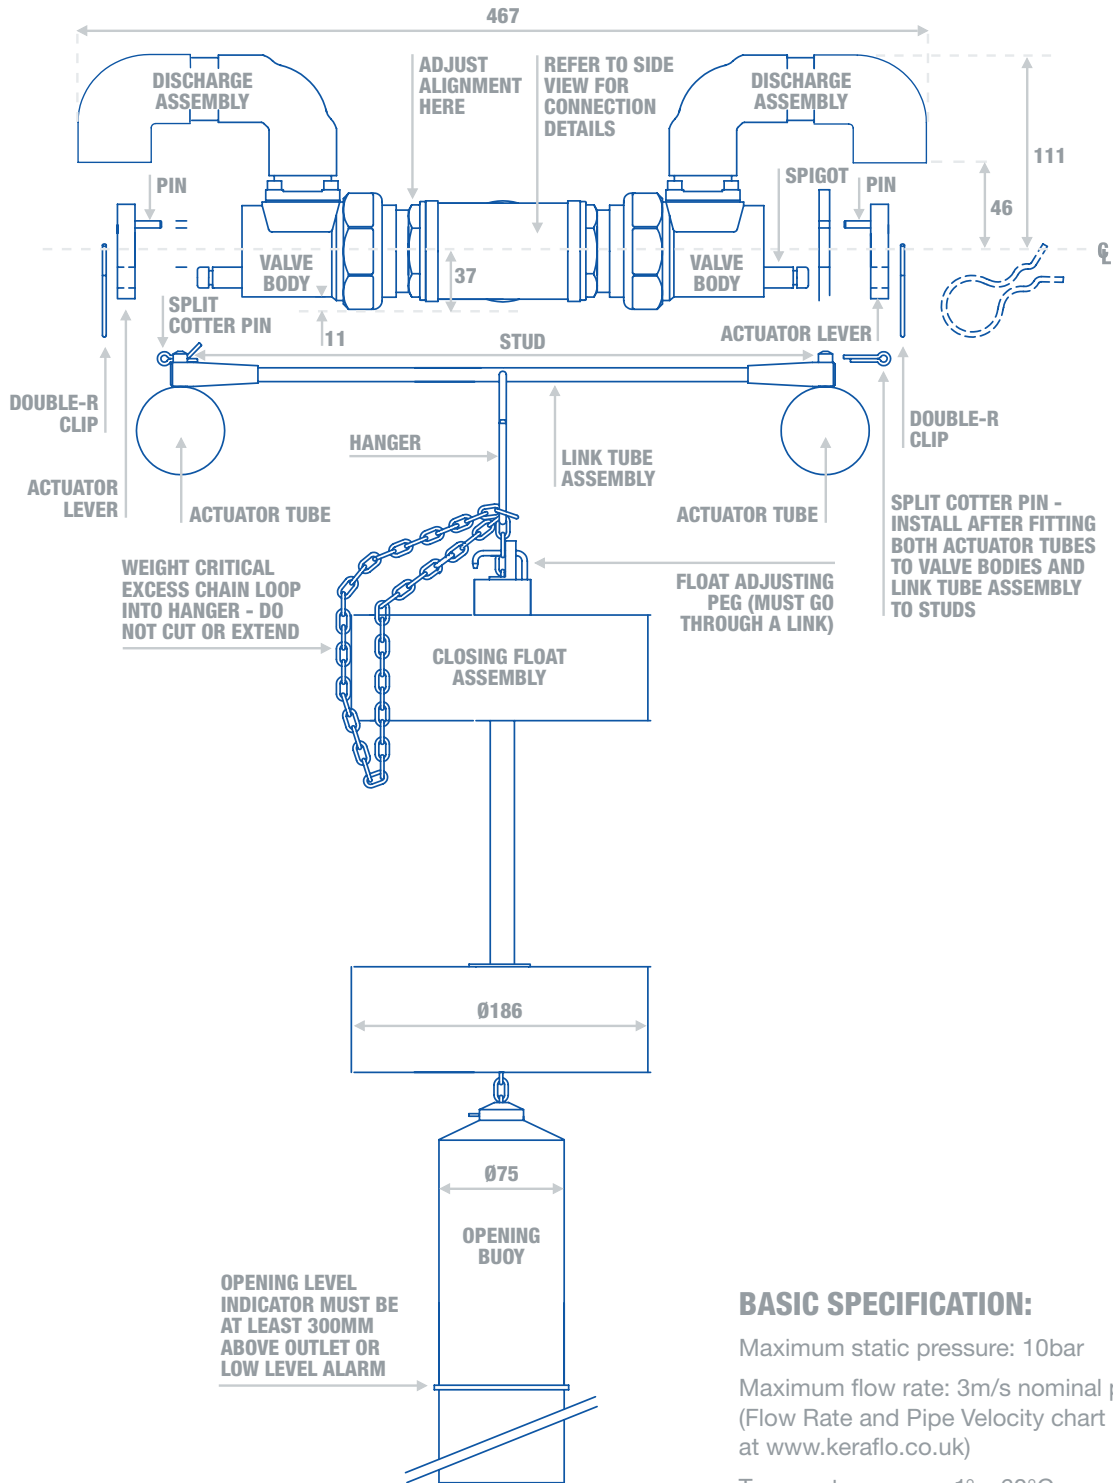 467
DISCHARGE
ASSEMBLY
ADJUST
ALIGNMENT
HERE
REFER TO SIDE
VIEW FOR
CONNECTION
DETAILS
DISCHARGE
ASSEMBLY
111
46
PIN
SPIGOT
PIN
VALVE
BODY
37
VALVE
BODY
11
SPLIT
COTTER PIN
STUD
ACTUATOR LEVER
DOUBLE-R
CLIP
HANGER
LINK TUBE
ASSEMBLY
DOUBLE-R
CLIP
ACTUATOR
LEVER
ACTUATOR TUBE
ACTUATOR TUBE
SPLIT COTTER PIN -
INSTALL AFTER FITTING
BOTH ACTUATOR TUBES
TO VALVE BODIES AND
LINK TUBE ASSEMBLY
TO STUDS
WEIGHT CRITICAL
EXCESS CHAIN LOOP
INTO HANGER - DO
NOT CUT OR EXTEND
FLOAT ADJUSTING
PEG (MUST GO
THROUGH A LINK)
CLOSING FLOAT
ASSEMBLY
Ø186
Ø75
OPENING
BUOY
OPENING LEVEL
INDICATOR MUST BE
AT LEAST 300MM
ABOVE OUTLET OR
LOW LEVEL ALARM
BASIC SPECIFICATION:
Maximum static pressure: 10bar
Maximum flow rate: 3m/s nominal
(Flow Rate and Pipe Velocity chart
at www.keraflo.co.uk)